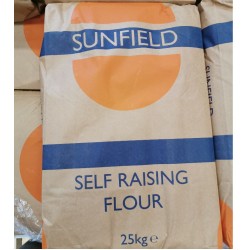 SUNFIELD
SELF RAISING
FLOUR
25kg℮